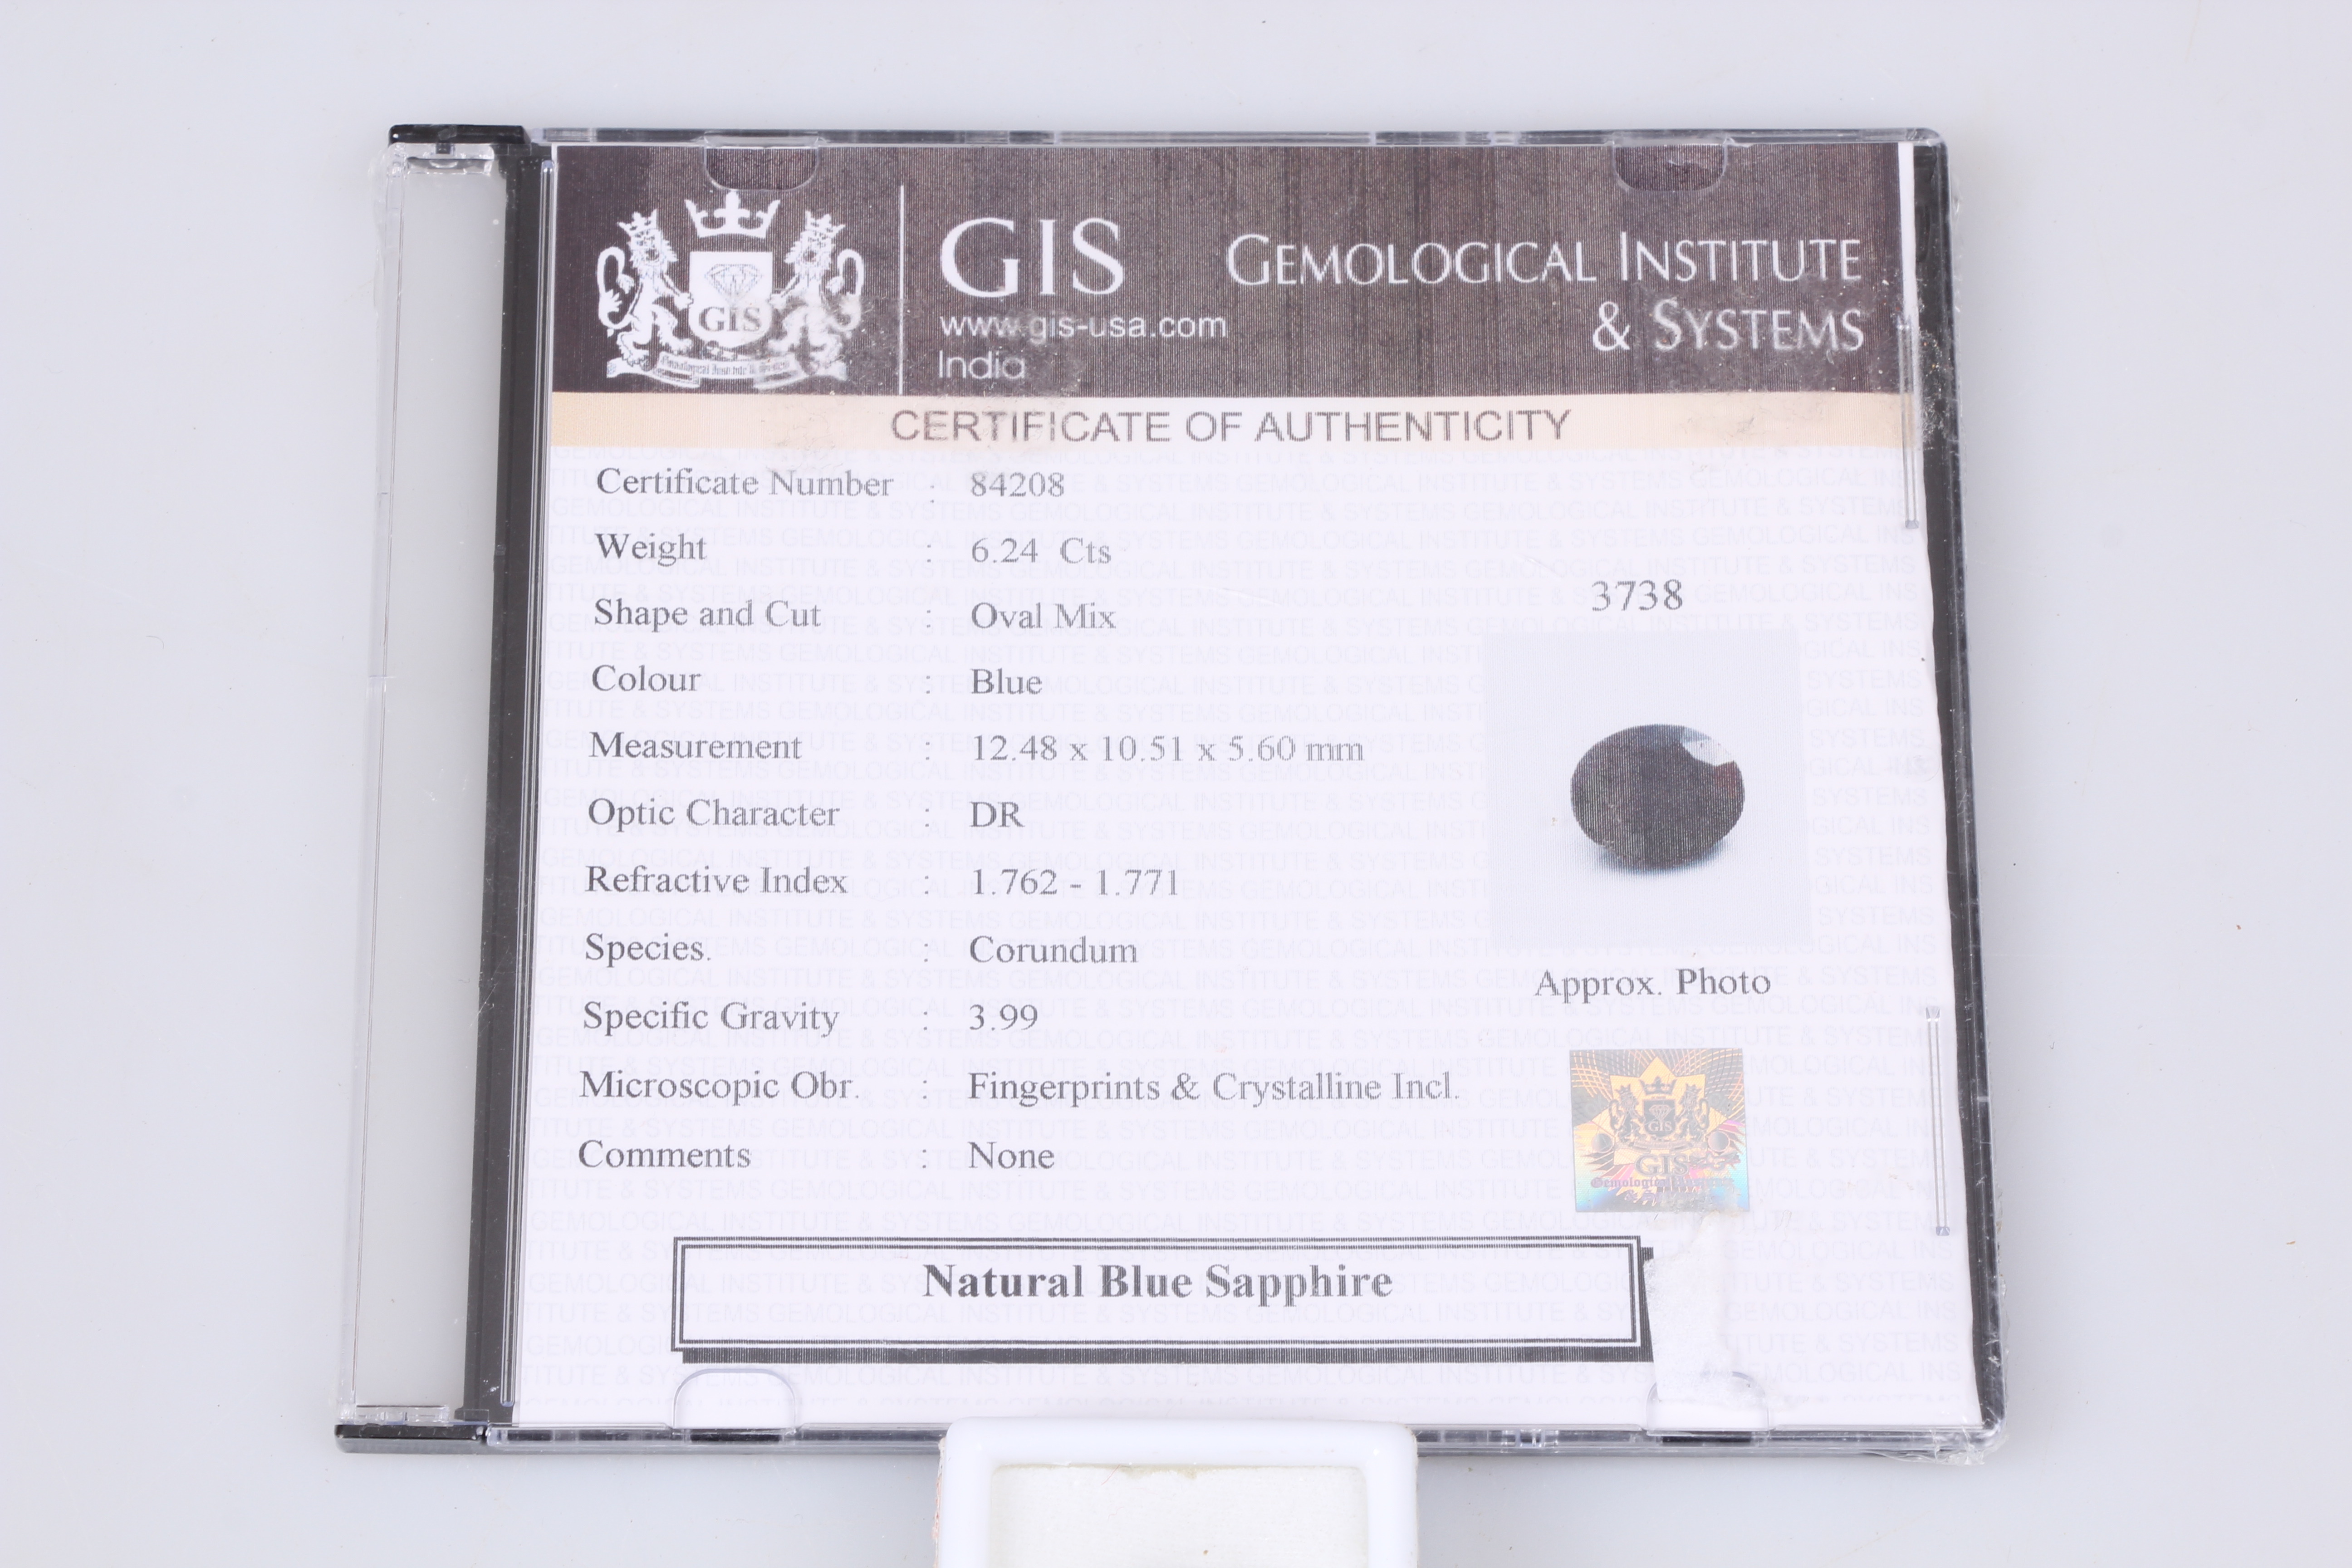 GIS
GEMOLOGICAL INSTITUTE
& SYSTEMS
GIS
www.gis-usa.com
India
CERTIFICATE OF AUTHENTICITY
Certificate Number : 84208
Weight : 6.24 Cts
3738
Shape and Cut : Oval Mix
Colour : Blue
Measurement : 12.48 x 10.51 x 5.60 mm
Optic Character : DR
Refractive Index : 1.762 - 1.771
Species. : Corundum
Approx. Photo
Specific Gravity : 3.99
Microscopic Obr. : Fingerprints & Crystalline Incl.
GIS
Comments : None
Natural Blue Sapphire